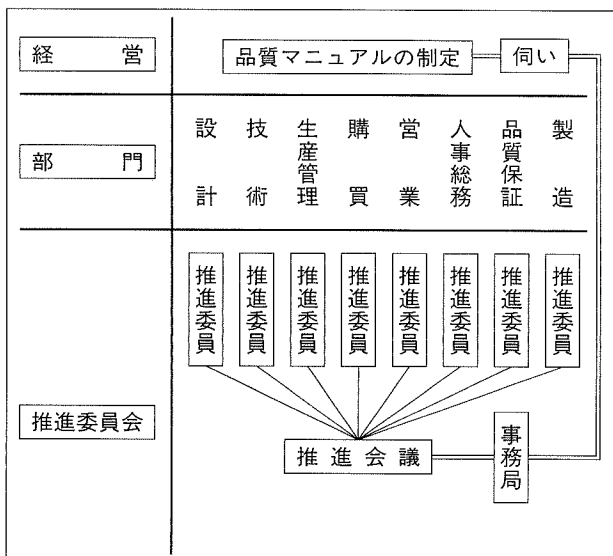 経営
品質マニュアルの制定
伺い
部門
設計
技術
生産管理
購買
営業
人事総務
品質保証
製造
推進委員
推進委員
推進委員
推進委員
推進委員
推進委員
推進委員
推進委員
推進委員会
推進会議
事務局